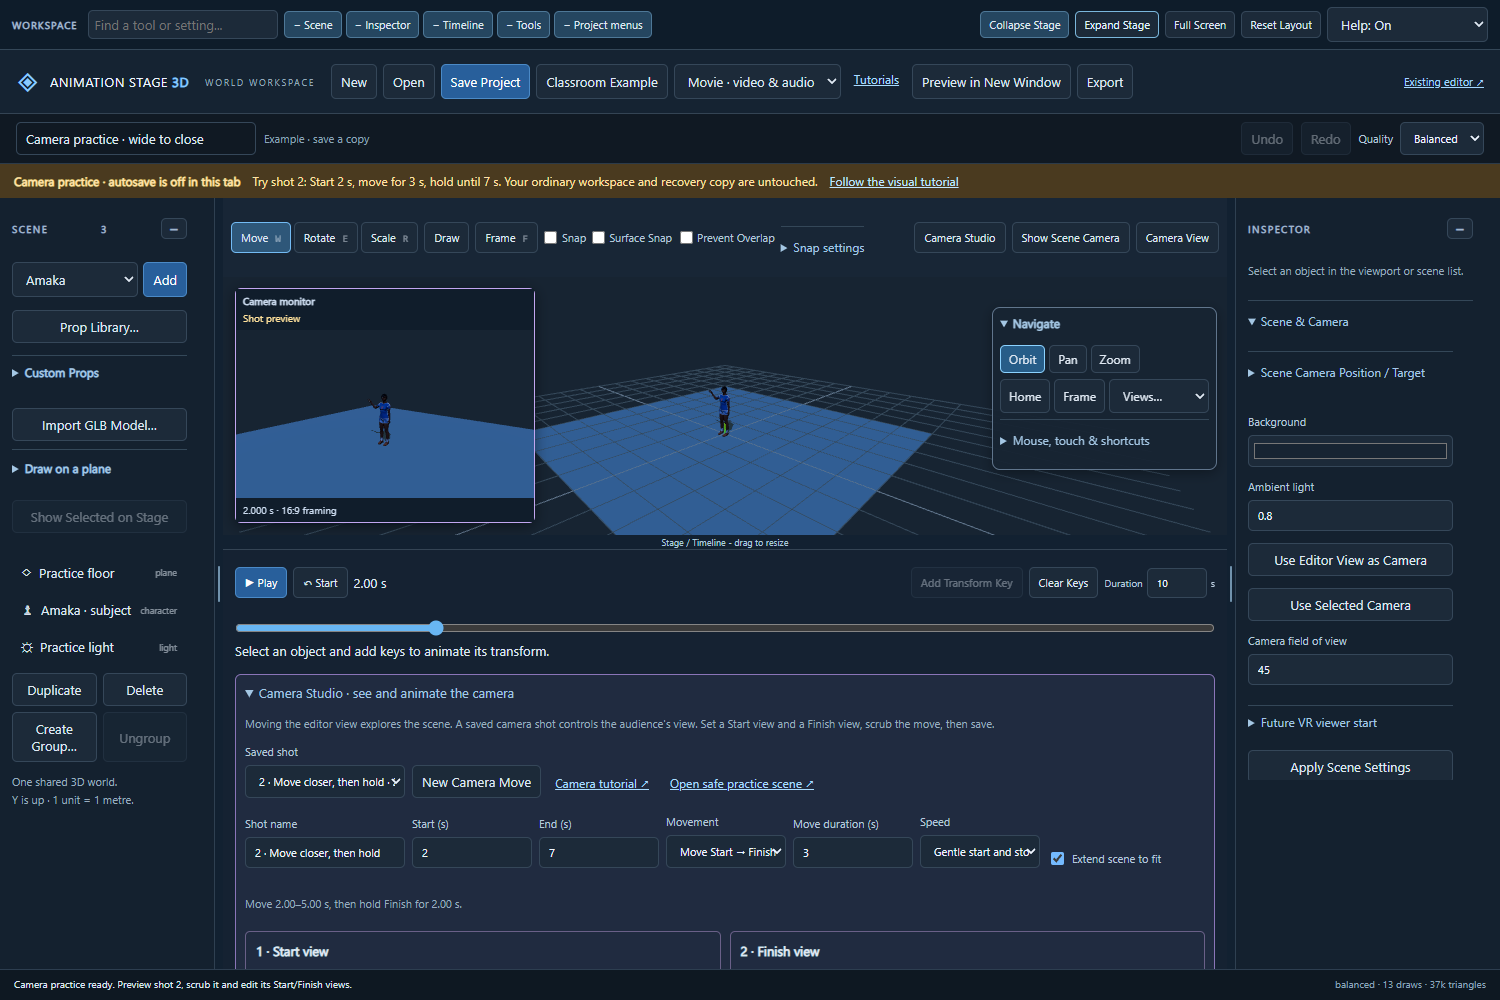 WORKSPACE
Find a tool or setting...
– Scene
– Inspector
– Timeline
– Tools
– Project menus
Collapse Stage
Expand Stage
Full Screen
Reset Layout
Help: On
ANIMATION STAGE 3D
WORLD WORKSPACE
New
Open
Save Project
Classroom Example
Movie · video & audio
Tutorials
Preview in New Window
Export
Existing editor ↗
Camera practice · wide to close
Example · save a copy
Undo
Redo
Quality
Balanced
Camera practice · autosave is off in this tab
Try shot 2: Start 2 s, move for 3 s, hold until 7 s. Your ordinary workspace and recovery copy are untouched.
Follow the visual tutorial
SCENE
3
–
Amaka
Add
Prop Library...
▶ Custom Props
Import GLB Model...
▶ Draw on a plane
Show Selected on Stage
Practice floor
plane
Amaka · subject
character
Practice light
light
Duplicate
Delete
Create Group...
Ungroup
One shared 3D world.
Y is up · 1 unit = 1 metre.
Move W
Rotate E
Scale R
Draw
Frame F
Snap
Surface Snap
Prevent Overlap
▶ Snap settings
Camera Studio
Show Scene Camera
Camera View
Camera monitor
Shot preview
2.000 s · 16:9 framing
▼ Navigate
Orbit
Pan
Zoom
Home
Frame
Views...
▶ Mouse, touch & shortcuts
Stage / Timeline - drag to resize
▶ Play
↶ Start
2.00 s
Add Transform Key
Clear Keys
Duration
10
s
Select an object and add keys to animate its transform.
▼ Camera Studio · see and animate the camera
Moving the editor view explores the scene. A saved camera shot controls the audience's view. Set a Start view and a Finish view, scrub the move, then save.
Saved shot
2 · Move closer, then hold ·
New Camera Move
Camera tutorial ↗
Open safe practice scene ↗
Shot name
Start (s)
End (s)
Movement
Move duration (s)
Speed
2 · Move closer, then hold
2
7
Move Start → Finish
3
Gentle start and sto
Extend scene to fit
Move 2.00–5.00 s, then hold Finish for 2.00 s.
1 · Start view
2 · Finish view
INSPECTOR
–
Select an object in the viewport or scene list.
▼ Scene & Camera
▶ Scene Camera Position / Target
Background
Ambient light
0.8
Use Editor View as Camera
Use Selected Camera
Camera field of view
45
▶ Future VR viewer start
Apply Scene Settings
Camera practice ready. Preview shot 2, scrub it and edit its Start/Finish views.
balanced · 13 draws · 37k triangles